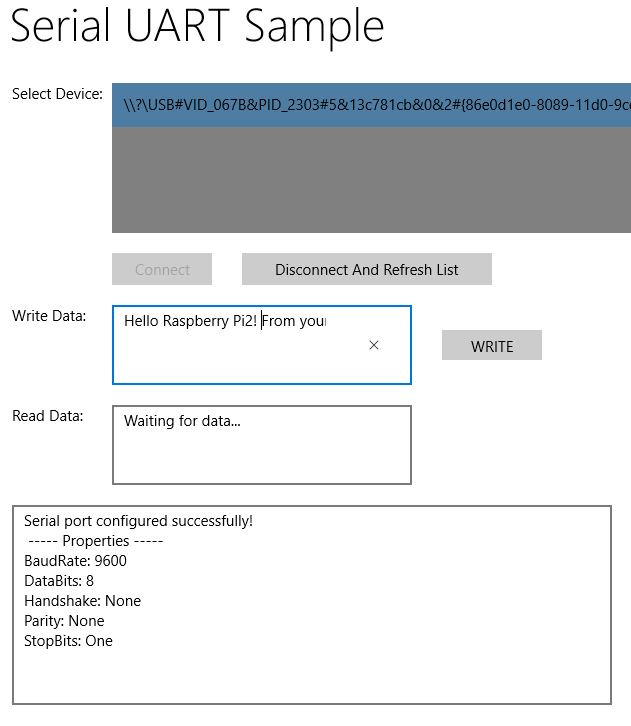 Serial UART Sample
Select Device:
\\?\USB#VID_067B&PID_2303#5&13c781cb&0&2#{86e0d1e0-8089-11d0-9c
Connect
Disconnect And Refresh List
Write Data:
Hello Raspberry Pi2! From your
WRITE
Read Data:
Waiting for data...
Serial port configured successfully!
----- Properties -----
BaudRate: 9600
DataBits: 8
Handshake: None
Parity: None
StopBits: One